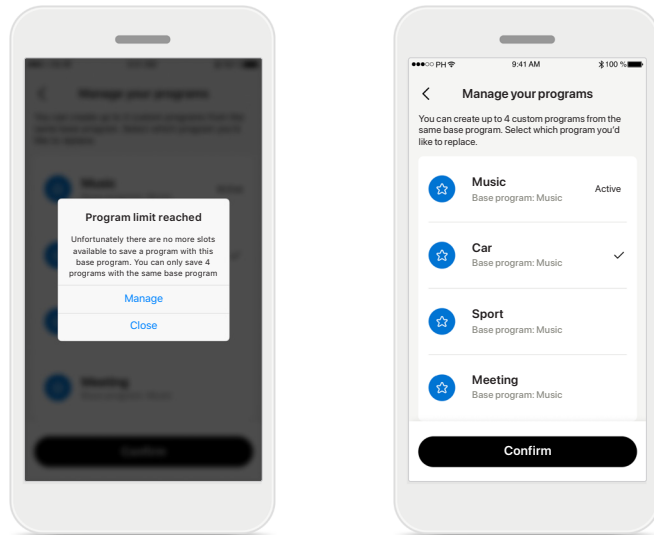 Program limit reached
Unfortunately there are no more slots
available to save a program with this
base program. You can only save 4
programs with the same base program
Manage
Close
PH
9:41 AM
100 %
Manage your programs
You can create up to 4 custom programs from the
same base program. Select which program you'd
like to replace.
Music
Base program: Music
Active
Car
Base program: Music
Sport
Base program: Music
Meeting
Base program: Music
Confirm